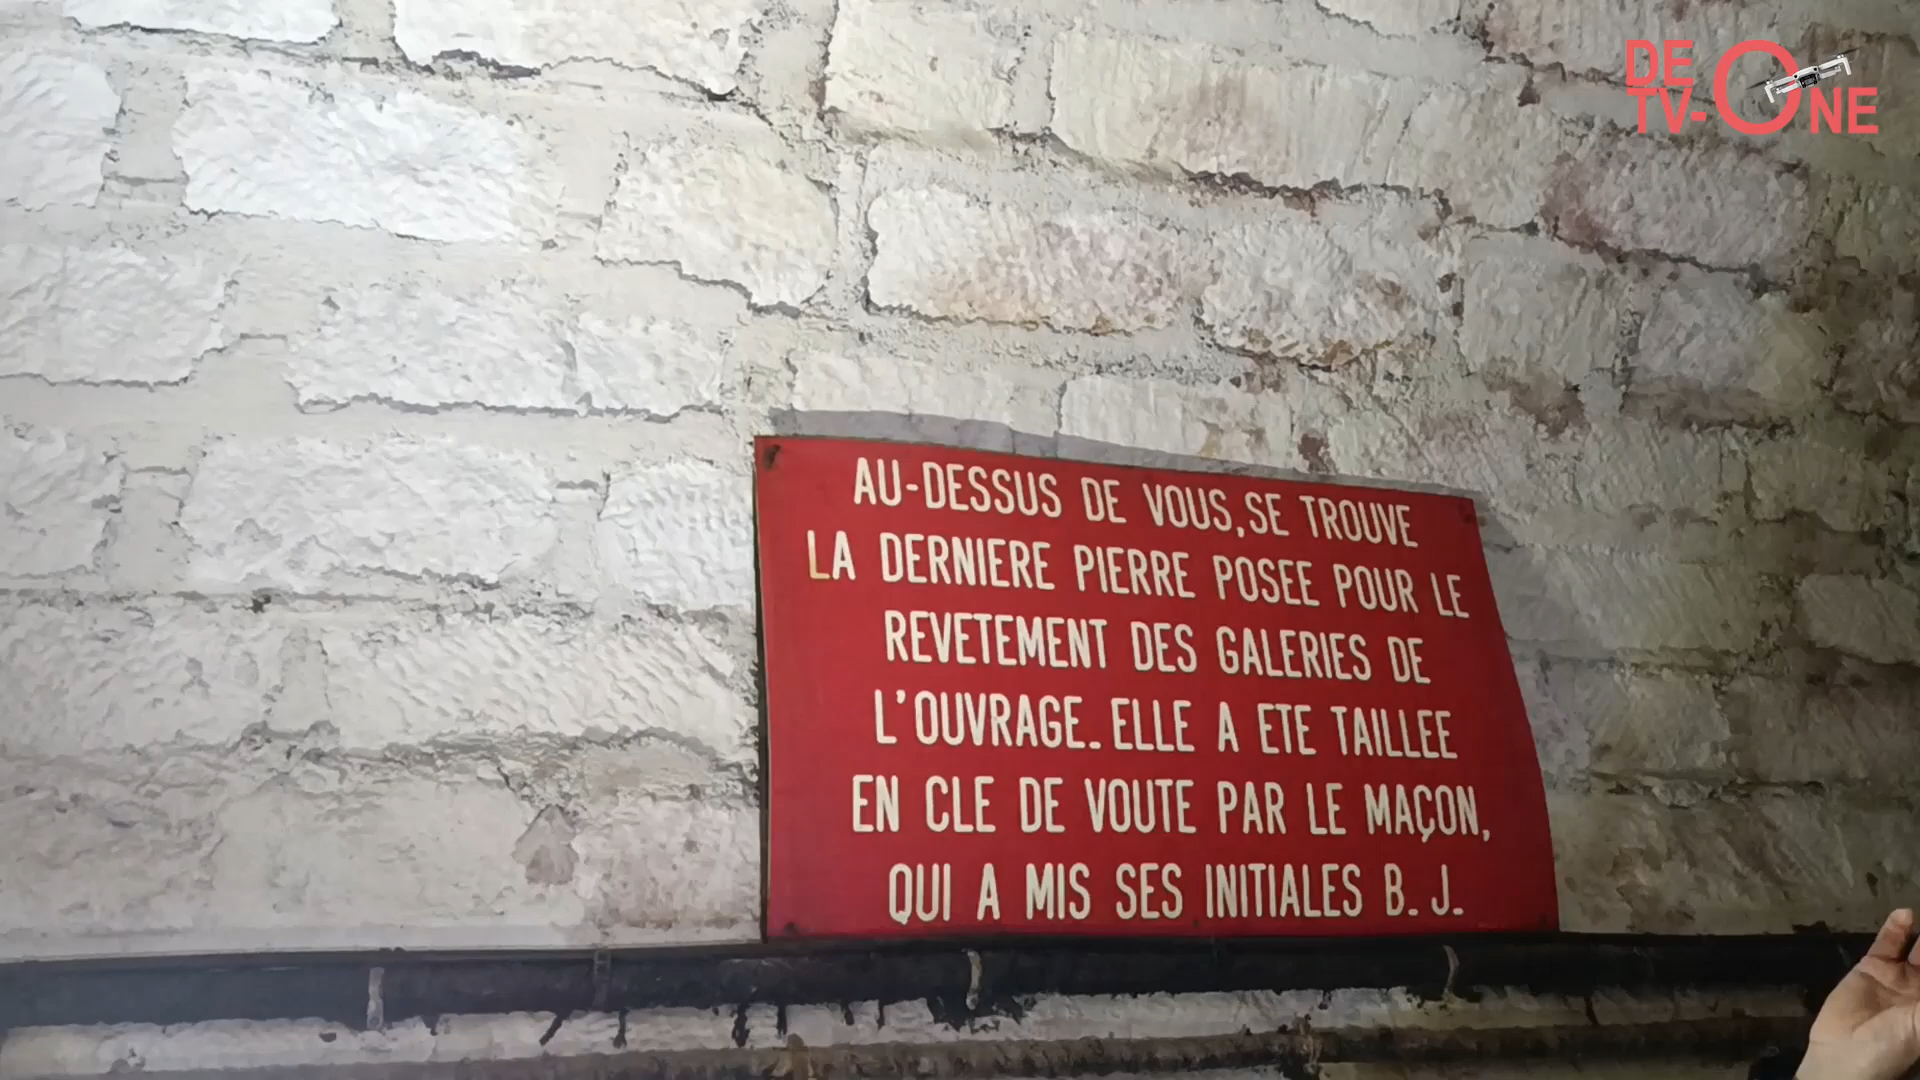 DE
TV-ONE
AU-DESSUS DE VOUS,SE TROUVE
LA DERNIERE PIERRE POSEE POUR LE
REVETEMENT DES GALERIES DE
L'OUVRAGE. ELLE A ETE TAILLEE
EN CLE DE VOUTE PAR LE MAÇON,
QUI A MIS SES INITIALES B. J.